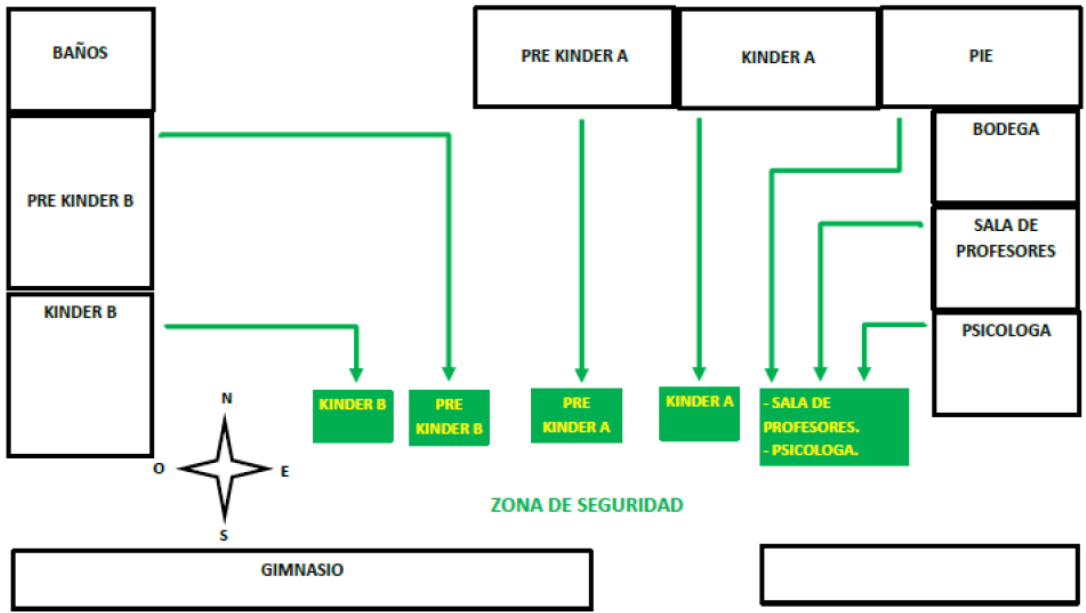 BAÑOS
PRE KINDER A
KINDER A
PIE
BODEGA
PRE KINDER B
SALA DE
PROFESORES
KINDER B
PSICOLOGA
KINDER B
PRE
KINDER B
PRE
KINDER A
KINDER A
- SALA DE
PROFESORES.
- PSICOLOGA.
N
O
E
S
ZONA DE SEGURIDAD
GIMNASIO